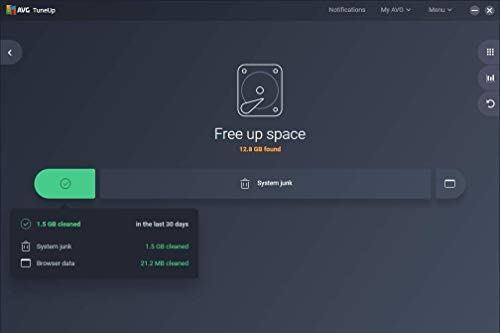 AVG TuneUp
Notifications
My AVG
Menu
Free up space
12.8 GB found
System junk
1.5 GB cleaned
in the last 30 days
System junk
1.5 GB cleaned
Browser data
21.2 MB cleaned